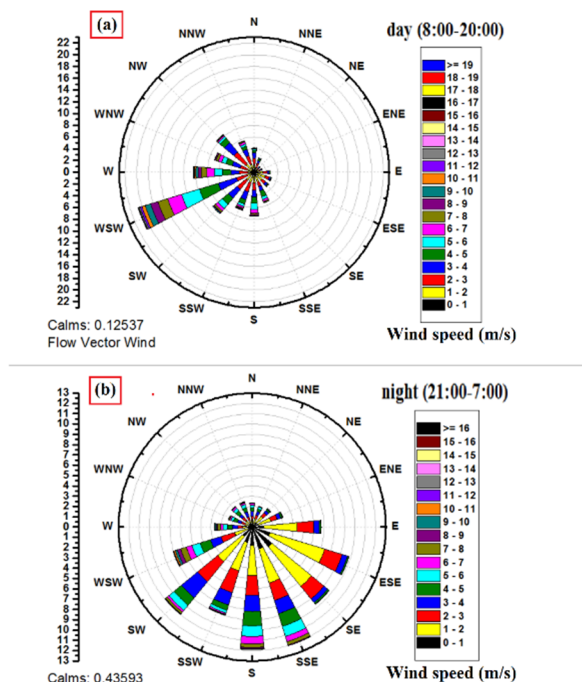 (a)
day (8:00-20:00)
22
20
18
16
14
12
10
8
6
4
2
0
2
4
6
8
10
12
14
16
18
20
22
N
NNE
ENE
E
ESE
SE
SSE
S
SSW
SW
WSW
W
WNW
NW
NNW
>= 19
18 - 19
17 - 18
16 - 17
15 - 16
14 - 15
13 - 14
12 - 13
11 - 12
10 - 11
9 - 10
8 - 9
7 - 8
6 - 7
5 - 6
4 - 5
3 - 4
2 - 3
1 - 2
0 - 1
Wind speed (m/s)
Calms: 0.12537
Flow Vector Wind
(b)
night (21:00-7:00)
13
12
11
10
9
8
7
6
5
4
3
2
1
0
1
2
3
4
5
6
7
8
9
10
11
12
13
N
NNE
NE
ENE
E
ESE
SE
SSE
S
SSW
SW
WSW
W
WNW
NW
NNW
>= 16
15 - 16
14 - 15
13 - 14
12 - 13
11 - 12
10 - 11
9 - 10
8 - 9
7 - 8
6 - 7
5 - 6
4 - 5
3 - 4
2 - 3
1 - 2
0 - 1
Wind speed (m/s)
Calms: 0.43593